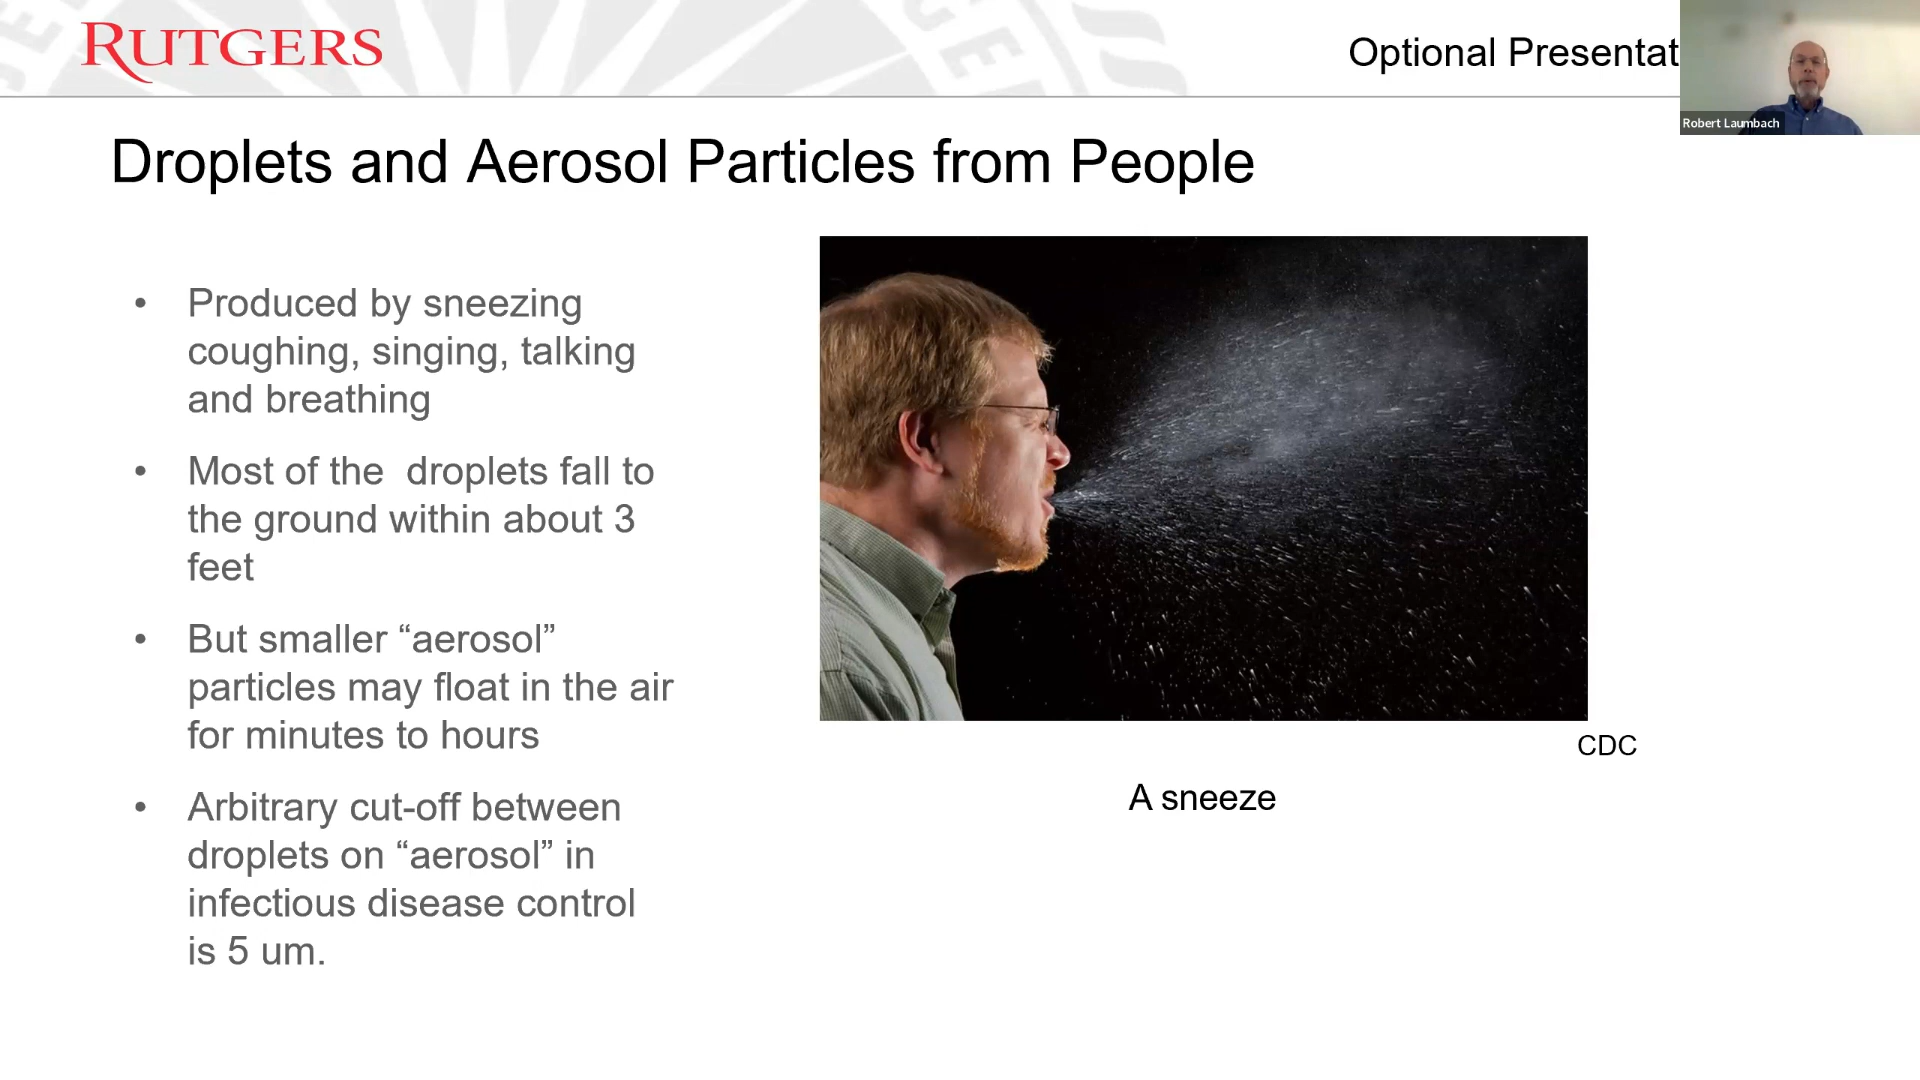 RUTGERS
Optional Presentat
Robert Laumbach
Droplets and Aerosol Particles from People
• Produced by sneezing
coughing, singing, talking
and breathing
• Most of the  droplets fall to
the ground within about 3
feet
• But smaller “aerosol”
particles may float in the air
for minutes to hours
• Arbitrary cut-off between
droplets on “aerosol” in
infectious disease control
is 5 um.
CDC
A sneeze